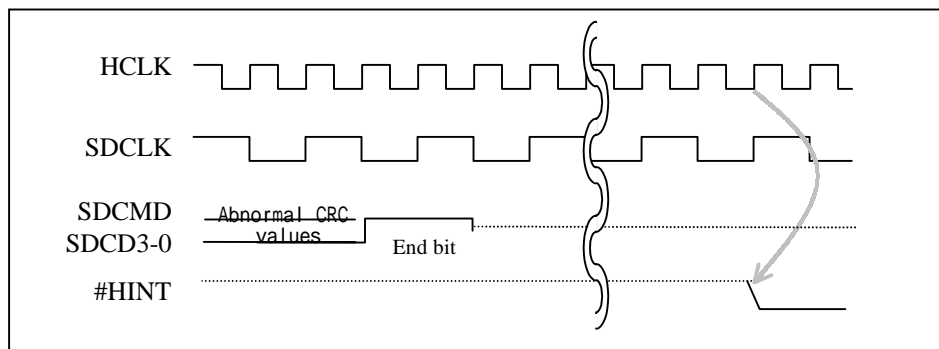 HCLK
SDCLK
SDCMD
Abnormal CRC
values
SDCD3-0
End bit
#HINT